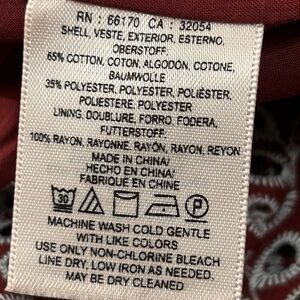 RN : 66170 CA : 32054
SHELL, VESTE, EXTERIOR, ESTERNO,
OBERSTOFF:
65% COTTON, COTON, ALGODÓN, COTONE,
BAUMWOLLE
35% POLYESTER, POLYESTER, POLIÉSTER,
POLIESTERE, POLYESTER
LINING, DOUBLURE, FORRO, FODERA,
FUTTERSTOFF:
100% RAYON, RAYONNE, RAYÓN, RAYON, REYON
MADE IN CHINA/
HECHO EN CHINA/
FABRIQUÉ EN CHINE
30 P
MACHINE WASH COLD GENTLE
WITH LIKE COLORS
USE ONLY NON-CHLORINE BLEACH
LINE DRY, LOW IRON AS NEEDED.
MAY BE DRY CLEANED